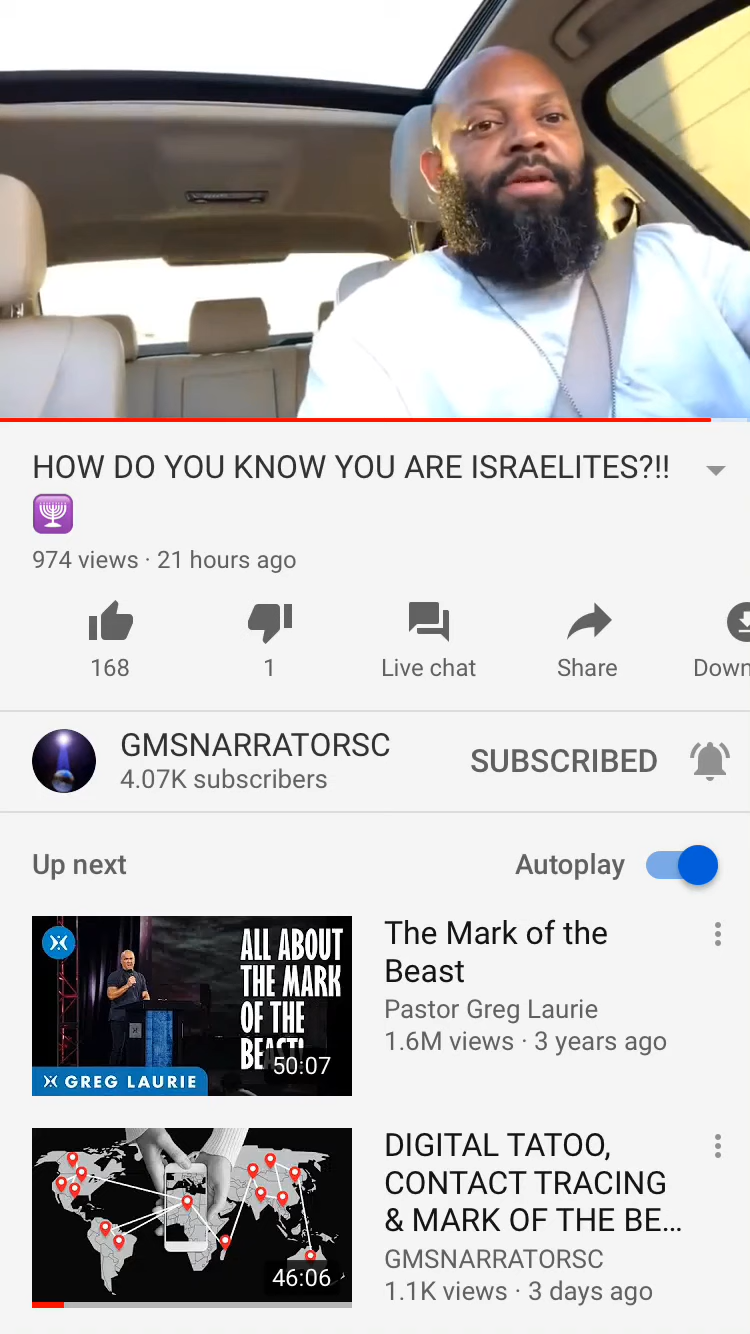 HOW DO YOU KNOW YOU ARE ISRAELITES?!!
974 views · 21 hours ago
168
1
Live chat
Share
Down
GMSNARRATORSC
4.07K subscribers
SUBSCRIBED
Up next
Autoplay
ALL ABOUT
THE MARK
OF THE
BEAST!
50:07
GREG LAURIE
The Mark of the
Beast
Pastor Greg Laurie
1.6M views · 3 years ago
46:06
DIGITAL TATOO,
CONTACT TRACING
& MARK OF THE BE...
GMSNARRATORSC
1.1K views · 3 days ago